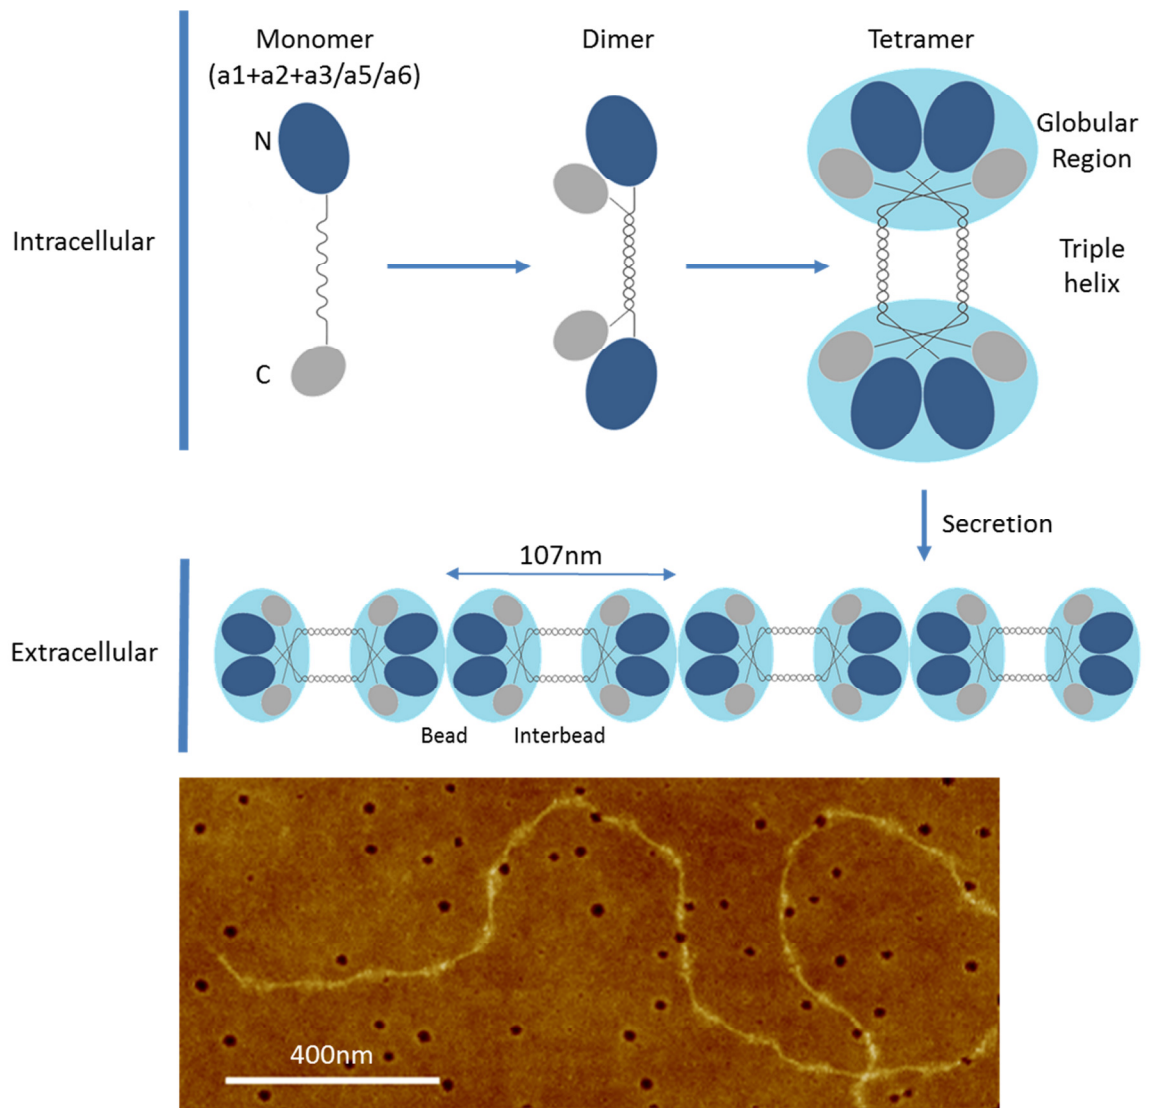 Monomer
(a1+a2+a3/a5/a6)
Dimer
Tetramer
N
Globular
Region
Intracellular
Triple
helix
C
Secretion
107nm
Extracellular
Bead
Interbead
400nm